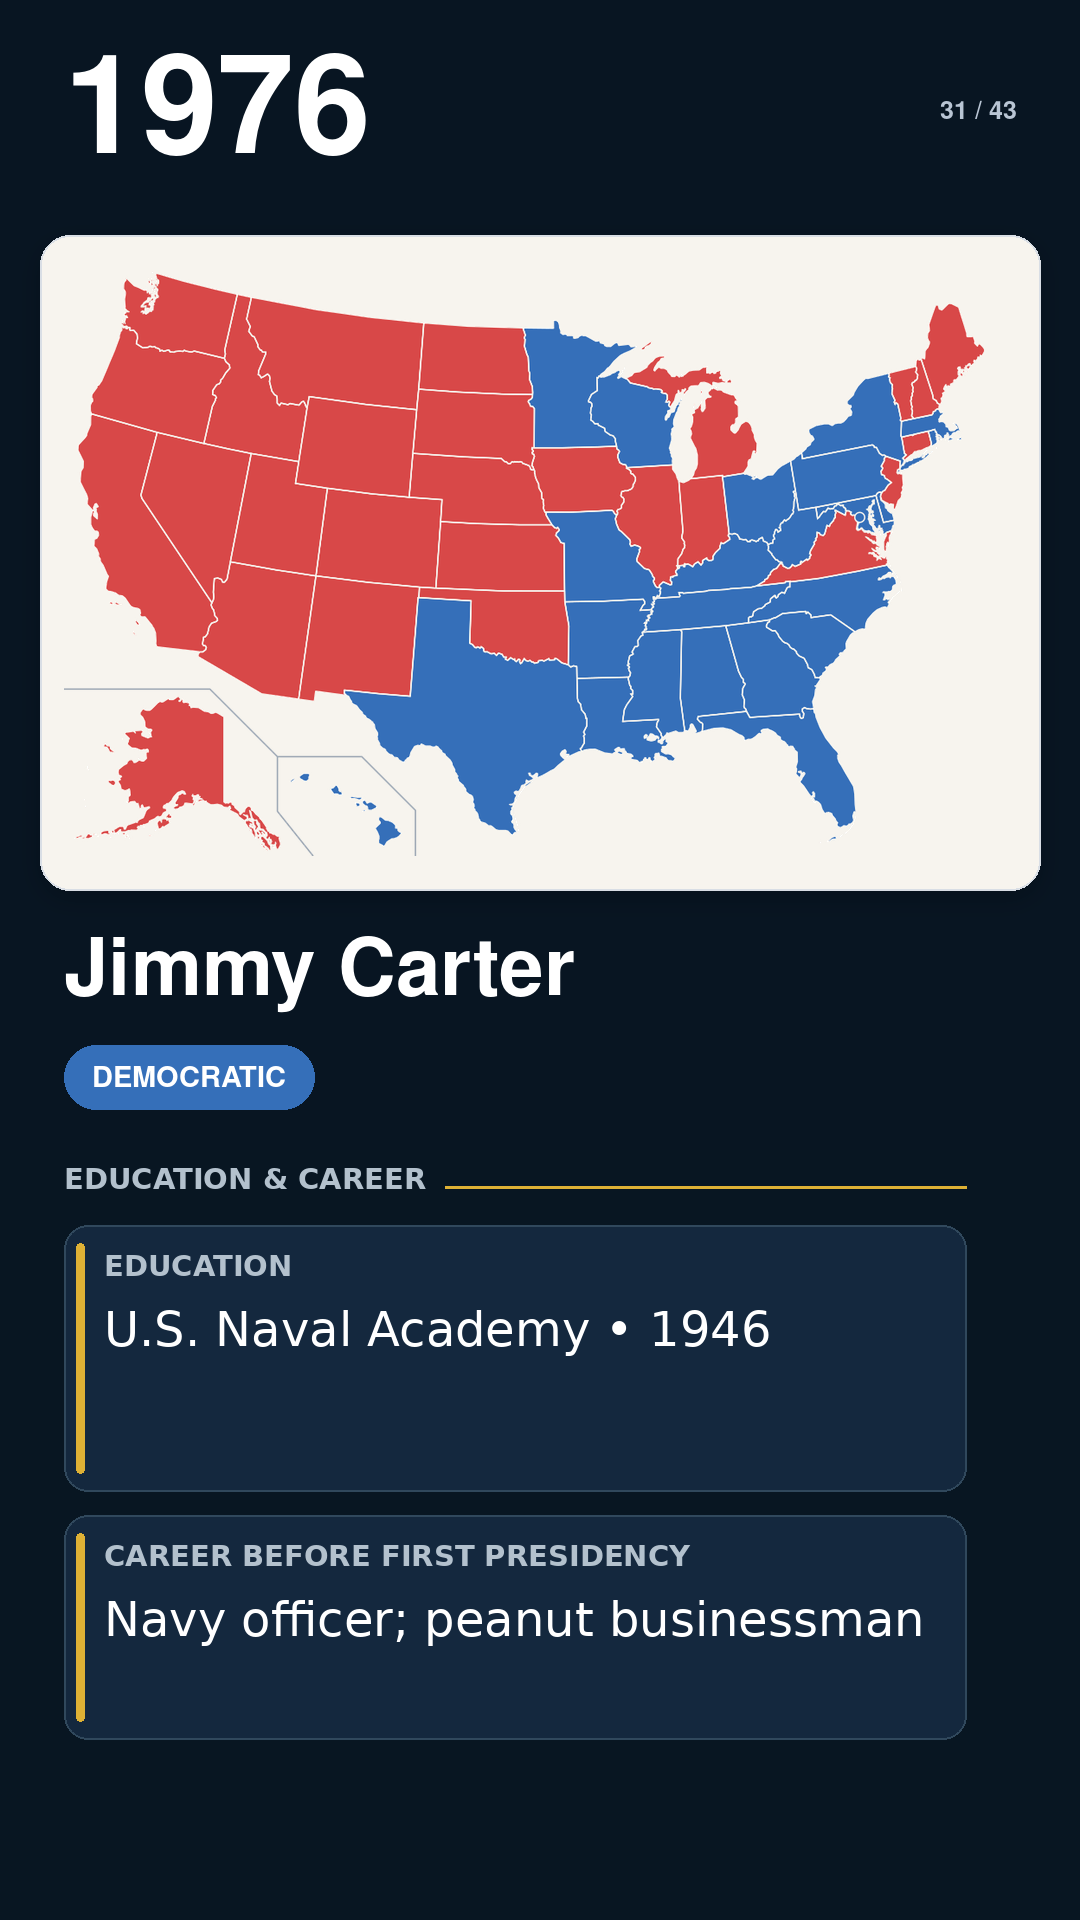 1976
31 / 43
Jimmy Carter
DEMOCRATIC
EDUCATION & CAREER
EDUCATION
U.S. Naval Academy • 1946
CAREER BEFORE FIRST PRESIDENCY
Navy officer; peanut businessman